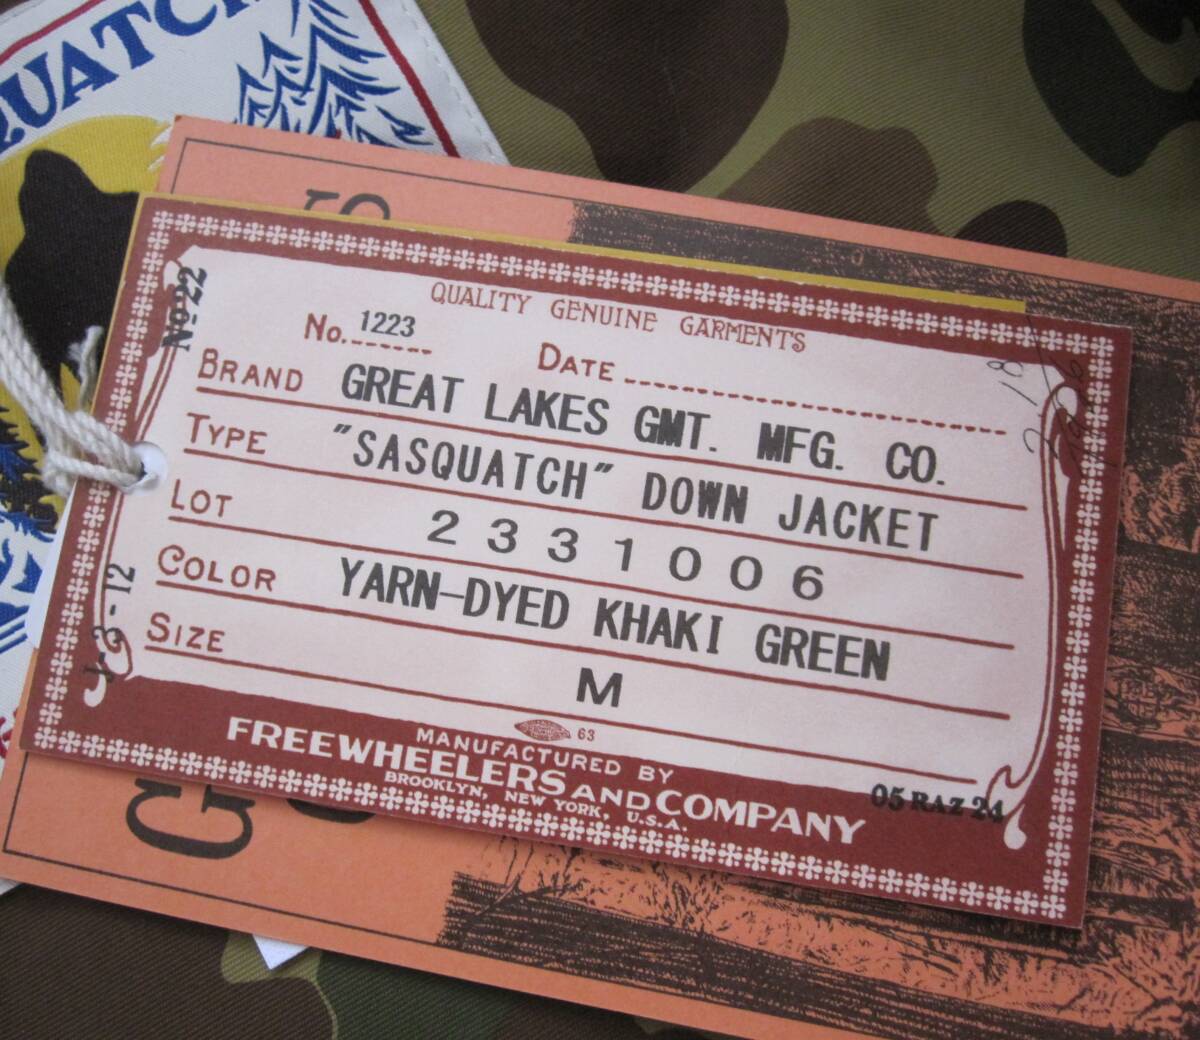 QUATCH
No. 22
QUALITY GENUINE GARMENTS
No. 1223
DATE
BRAND GREAT LAKES GMT. MFG. CO.
TYPE "SASQUATCH" DOWN JACKET
LOT 2331006
COLOR YARN-DYED KHAKI GREEN
SIZE M
63
MANUFACTURED BY
FREEWHEELERS AND COMPANY
BROOKLYN, NEW YORK, U.S.A.
05 RAZ 24
G